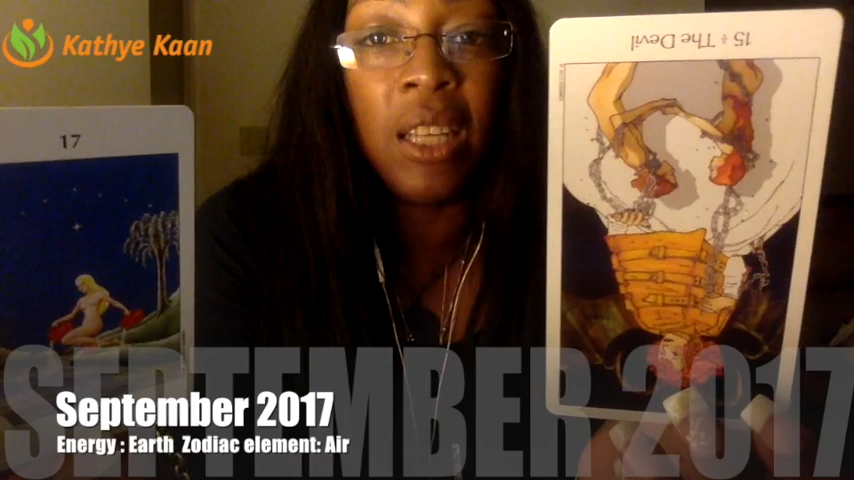 Kathye Kaan
15 ÷ The Devil
17
SEPTEMBER 2017
September 2017
Energy : Earth Zodiac element: Air